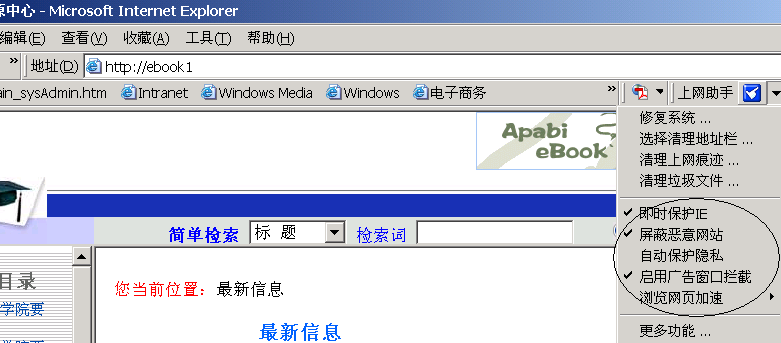 原中心 - Microsoft Internet Explorer
编辑(E) 查看(V) 收藏(A) 工具(T) 帮助(H)
» 地址(D) http://ebook1
ain_sysAdmin.htm Intranet Windows Media Windows 电子商务 » 上网助手
修复系统 ...
选择清理地址栏 ...
清理上网痕迹 ...
清理垃圾文件 ...
即时保护IE
屏蔽恶意网站
自动保护隐私
启用广告窗口拦截
浏览网页加速
更多功能 ...
Apabi
eBook
简单检索 标 题 检索词
目录
学院要
您当前位置：最新信息
最新信息